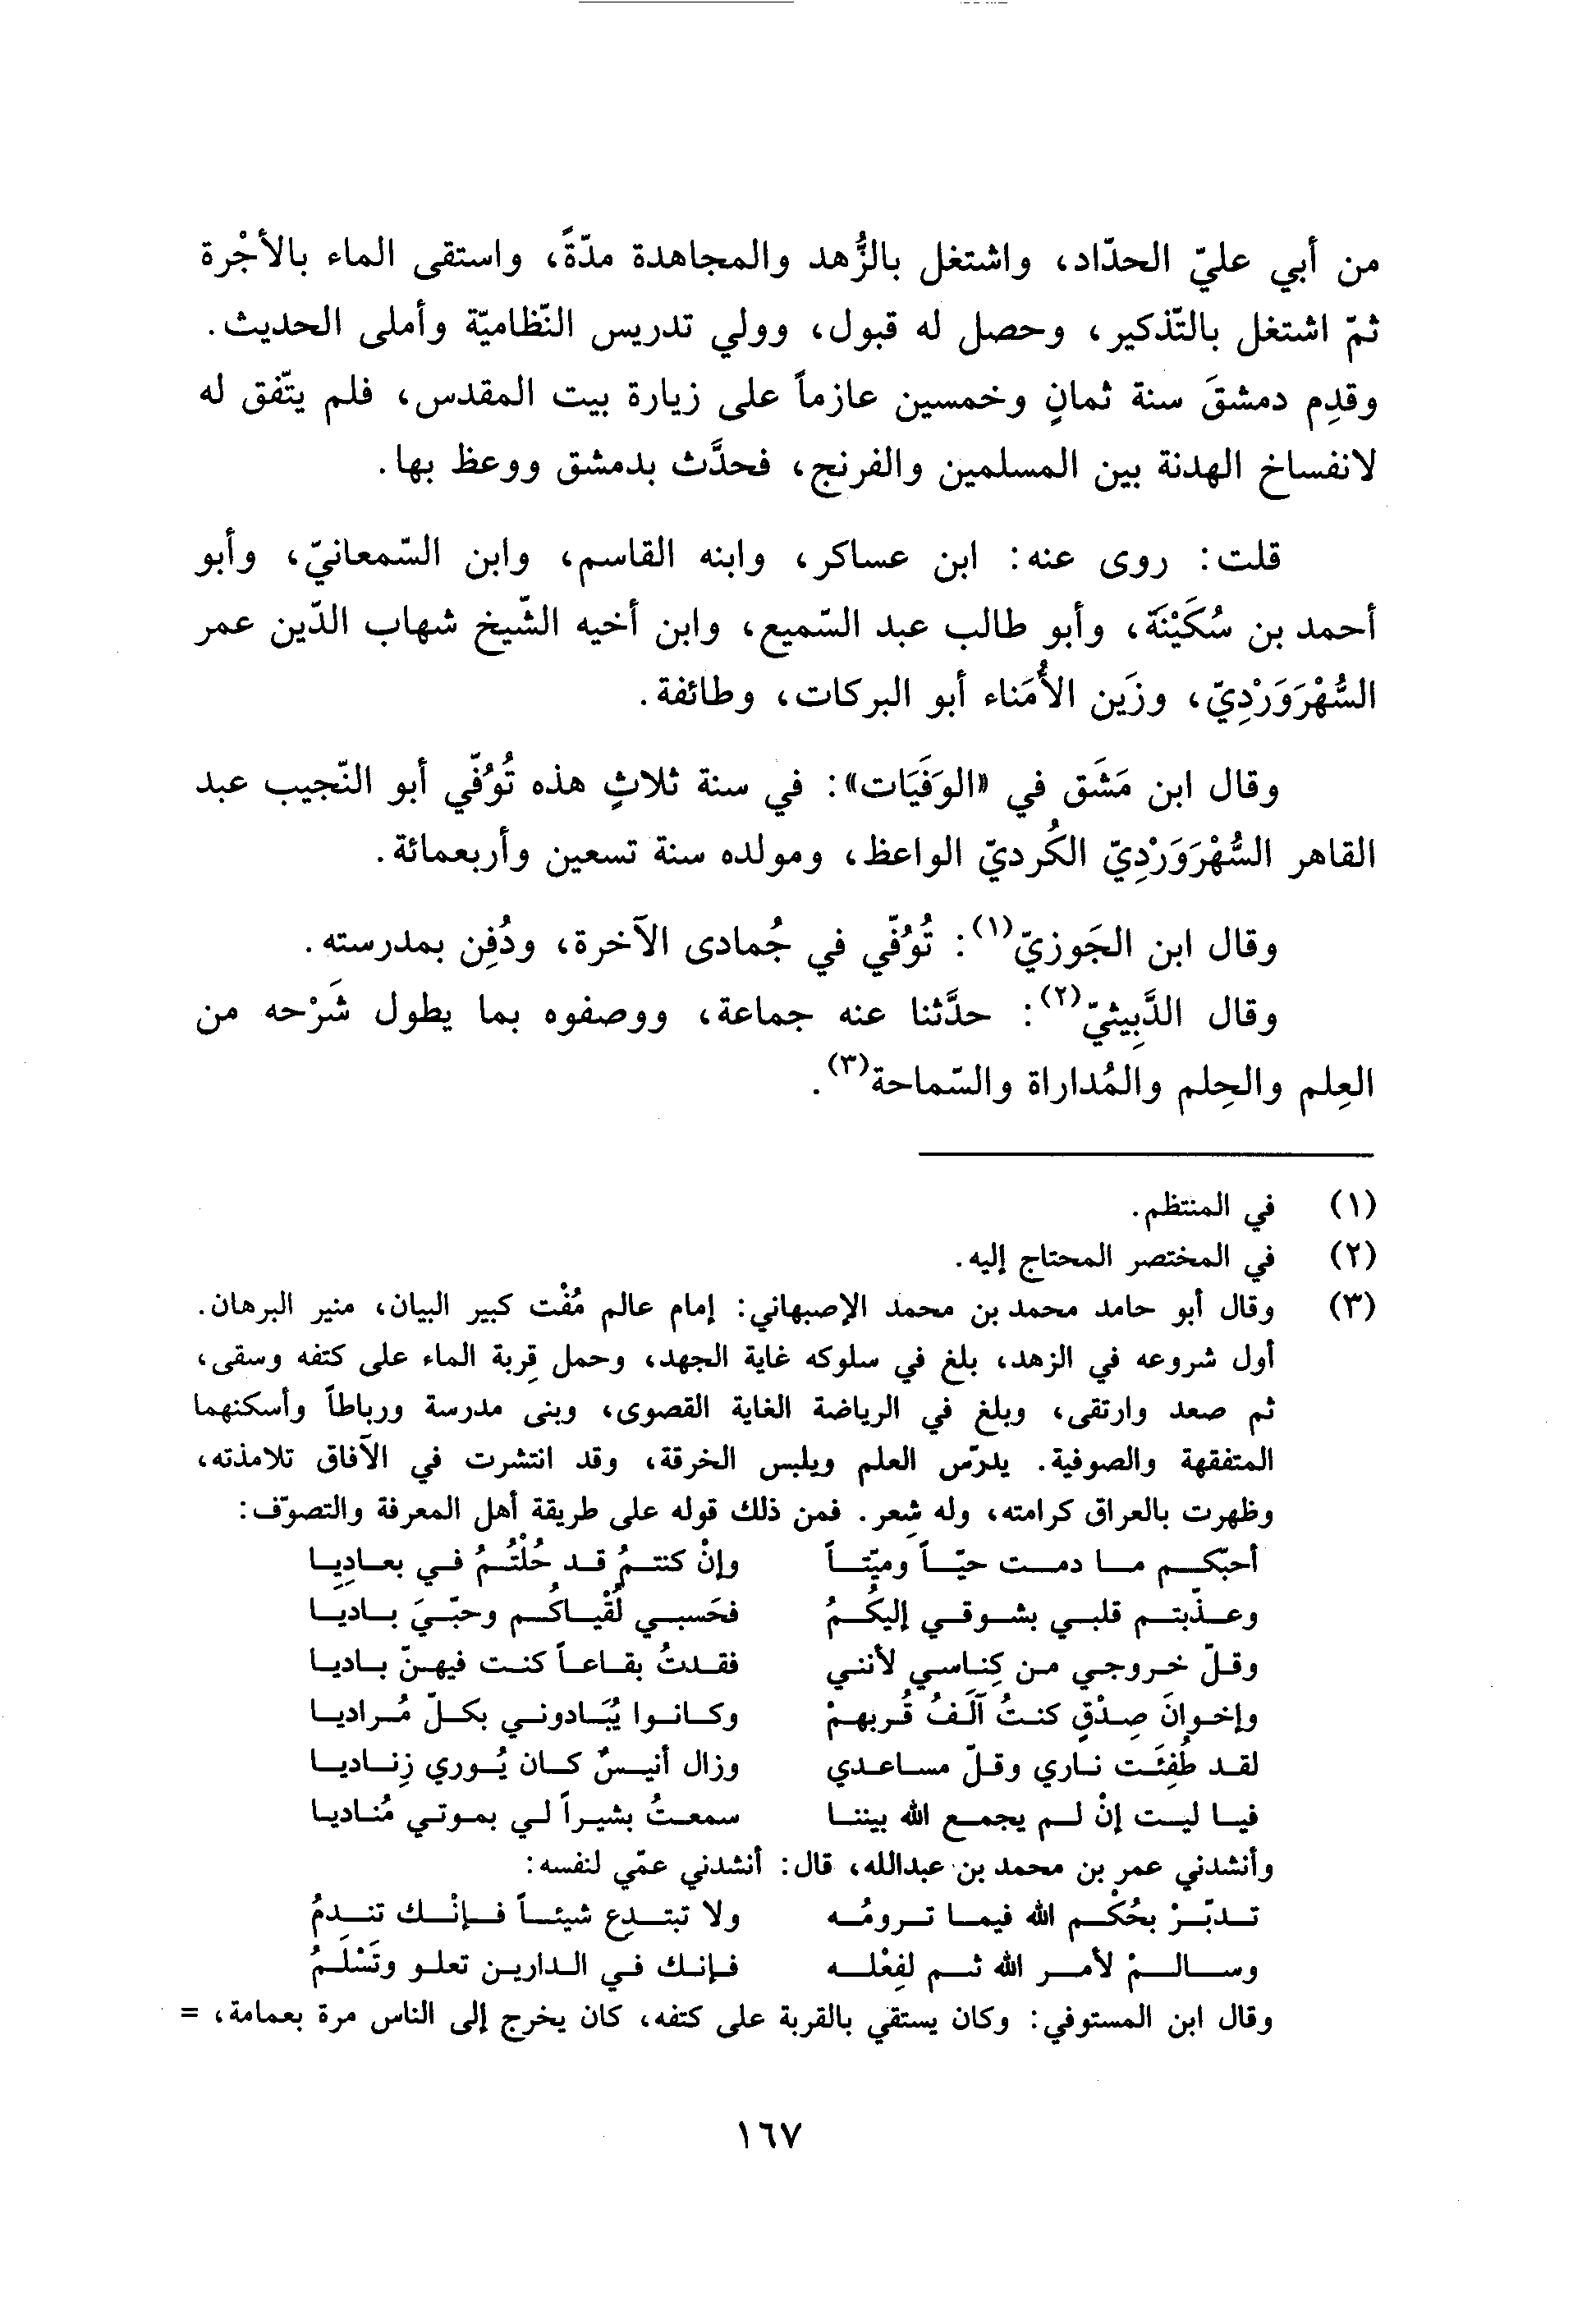 من أبي عليّ الحدّاد، واشتغل بالزُّهد والمجاهدة مدّةً، واستقى الماء بالأجْرة
ثمّ اشتغل بالتّذكير، وحصل له قبول، وولي تدريس النّظاميّة وأملى الحديث.
وقدِم دمشقَ سنة ثمانٍ وخمسين عازماً على زيارة بيت المقدس، فلم يتّفق له
لانفساخ الهدنة بين المسلمين والفرنج، فحدَّث بدمشق ووعظ بها.
قلت: روى عنه: ابن عساكر، وابنه القاسم، وابن السّمعانيّ، وأبو
أحمد بن سُكَيْنَة، وأبو طالب عبد السّميع، وابن أخيه الشّيخ شهاب الدّين عمر
السُّهْرَوَرْدِيّ، وزَين الأُمَناء أبو البركات، وطائفة.
وقال ابن مَشَق في «الوَفَيَات»: في سنة ثلاثٍ هذه تُوُفّي أبو النّجيب عبد
القاهر السُّهْرَوَرْدِيّ الكُرديّ الواعظ، ومولده سنة تسعين وأربعمائة.
وقال ابن الجَوزيّ(١): تُوُفّي في جُمادى الآخرة، ودُفِن بمدرسته.
وقال الدَّبِيثيّ(٢): حدَّثنا عنه جماعة، ووصفوه بما يطول شَرْحه من
العِلم والحِلم والمُداراة والسّماحة(٣).
(١) في المنتظم.
(٢) في المختصر المحتاج إليه.
(٣) وقال أبو حامد محمد بن محمد الإصبهاني: إمام عالم مُفْت كبير البيان، منير البرهان.
أول شروعه في الزهد، بلغ في سلوكه غاية الجهد، وحمل قِربة الماء على كتفه وسقى،
ثم صعد وارتقى، وبلغ في الرياضة الغاية القصوى، وبنى مدرسة ورباطاً وأسكنهما
المتفقهة والصوفية. يدرّس العلم ويلبس الخرقة، وقد انتشرت في الآفاق تلامذته،
وظهرت بالعراق كرامته، وله شِعر. فمن ذلك قوله على طريقة أهل المعرفة والتصوّف:
أحبّكم ما دمت حيّاً وميّتاً وإنْ كنتمُ قد حُلْتُمُ في بعادِيِا
وعذّبتم قلبي بشوقي إليكُمُ فحَسبي لُقْياكُم وحبّيَ باديا
وقلّ خروجي من كِناسي لأنني فقدتُ بقاعاً كنت فيهنّ باديا
وإخوانَ صِدْقٍ كنتُ آلَفُ قُربهمْ وكانوا يُبَادوني بكلّ مُراديا
لقد طُفِئَت ناري وقلّ مساعدي وزال أنيسٌ كان يُوري زِناديا
فيا ليت إنْ لم يجمع الله بيننا سمعتُ بشيراً لي بموتي مُناديا
وأنشدني عمر بن محمد بن عبدالله، قال: أنشدني عمّي لنفسه:
تدبّرْ بحُكْم الله فيما ترومُه ولا تبتدِع شيئاً فإنْك تندمُ
وسالمْ لأمر الله ثم لفِعْله فإنك في الدارين تعلو وتَسْلَمُ
وقال ابن المستوفي: وكان يستقي بالقربة على كتفه، كان يخرج إلى الناس مرة بعمامة، =
١٦٧